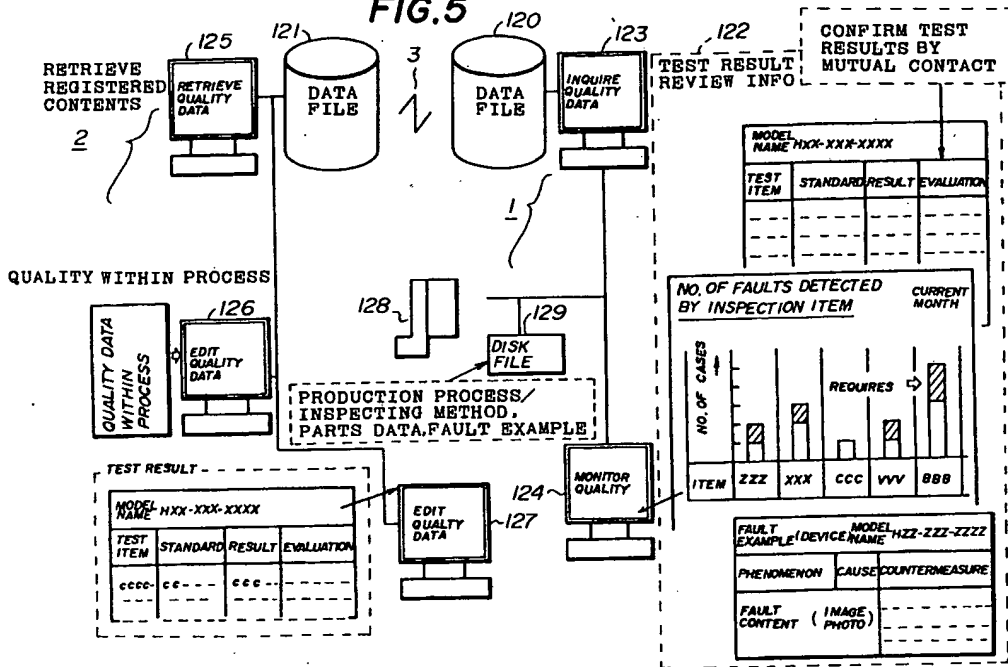 FIG.5
125
RETRIEVE
REGISTERED
CONTENTS
2
RETRIEVE
QUALITY
DATA
121
DATA
FILE
3
120
DATA
FILE
123
INQUIRE
QUALITY
DATA
1
122
TEST RESULT
REVIEW INFO
CONFIRM TEST
RESULTS BY
MUTUAL CONTACT
MODEL
NAME HXX-XXX-XXXX
TEST
ITEM STANDARD RESULT EVALUATION
QUALITY WITHIN PROCESS
126
QUALITY DATA
WITHIN
PROCESS
EDIT
QUALITY
DATA
128
129
DISK
FILE
PRODUCTION PROCESS/
INSPECTING METHOD,
PARTS DATA,FAULT EXAMPLE
NO. OF FAULTS DETECTED
BY INSPECTION ITEM
CURRENT
MONTH
NO. OF CASES
REQUIRES
ITEM ZZZ XXX CCC VVV BBB
TEST RESULT
MODEL
NAME HXX-XXX-XXXX
TEST
ITEM STANDARD RESULT EVALUATION
cccc- cc--- ccc---
EDIT
QUALTY
DATA
127
124
MONITOR
QUALITY
FAULT
EXAMPLE (DEVICE) MODEL
NAME HZZ-ZZZ-ZZZZ
PHENOMENON CAUSE COUNTERMEASURE
FAULT
CONTENT ( IMAGE
PHOTO )